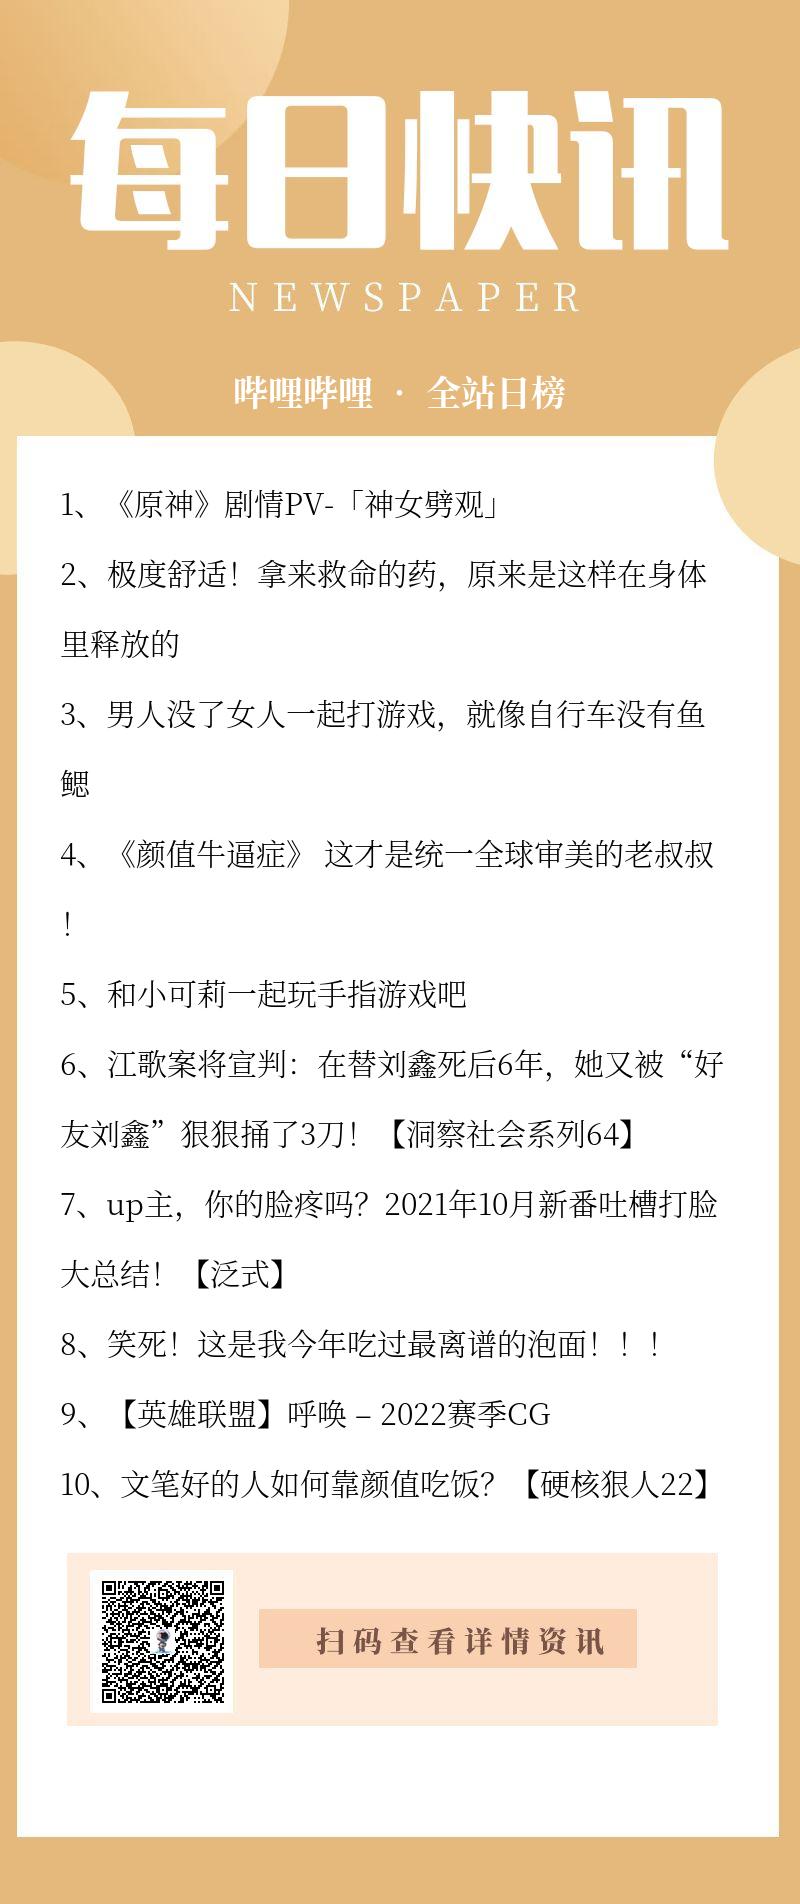 每日快讯
NEWSPAPER
哔哩哔哩 · 全站日榜
1、《原神》剧情PV-「神女劈观」
2、极度舒适！拿来救命的药，原来是这样在身体
里释放的
3、男人没了女人一起打游戏，就像自行车没有鱼
鳃
4、《颜值牛逼症》 这才是统一全球审美的老叔叔
！
5、和小可莉一起玩手指游戏吧
6、江歌案将宣判：在替刘鑫死后6年，她又被“好
友刘鑫”狠狠捅了3刀！【洞察社会系列64】
7、up主，你的脸疼吗？2021年10月新番吐槽打脸
大总结！【泛式】
8、笑死！这是我今年吃过最离谱的泡面！！！
9、【英雄联盟】呼唤 – 2022赛季CG
10、文笔好的人如何靠颜值吃饭？【硬核狠人22】
扫码查看详情资讯